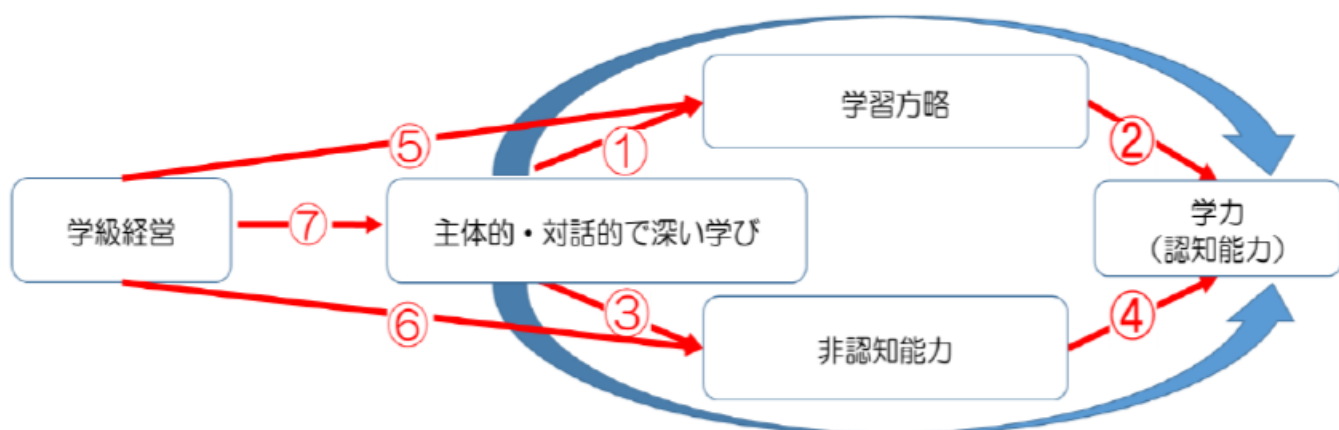 学習方略
⑤
①
②
学級経営
⑦
主体的・対話的で深い学び
学力
（認知能力）
⑥
③
④
非認知能力